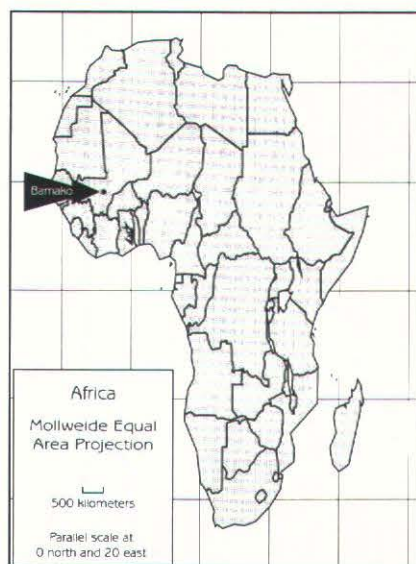 Bamako
Africa
Mollweide Equal
Area Projection
500 kilometers
Parallel scale at
0 north and 20 east